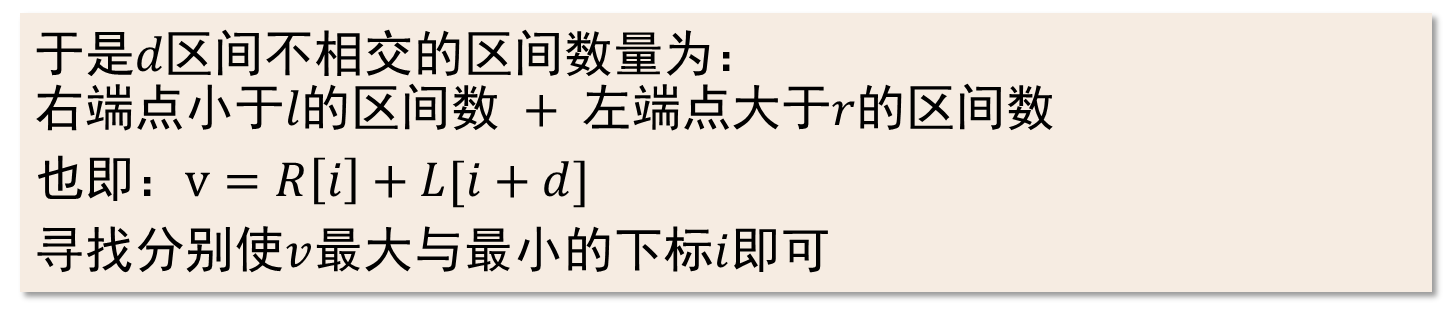 于是d区间不相交的区间数量为：
右端点小于l的区间数 + 左端点大于r的区间数
也即：v = R[i] + L[i + d]
寻找分别使v最大与最小的下标i即可